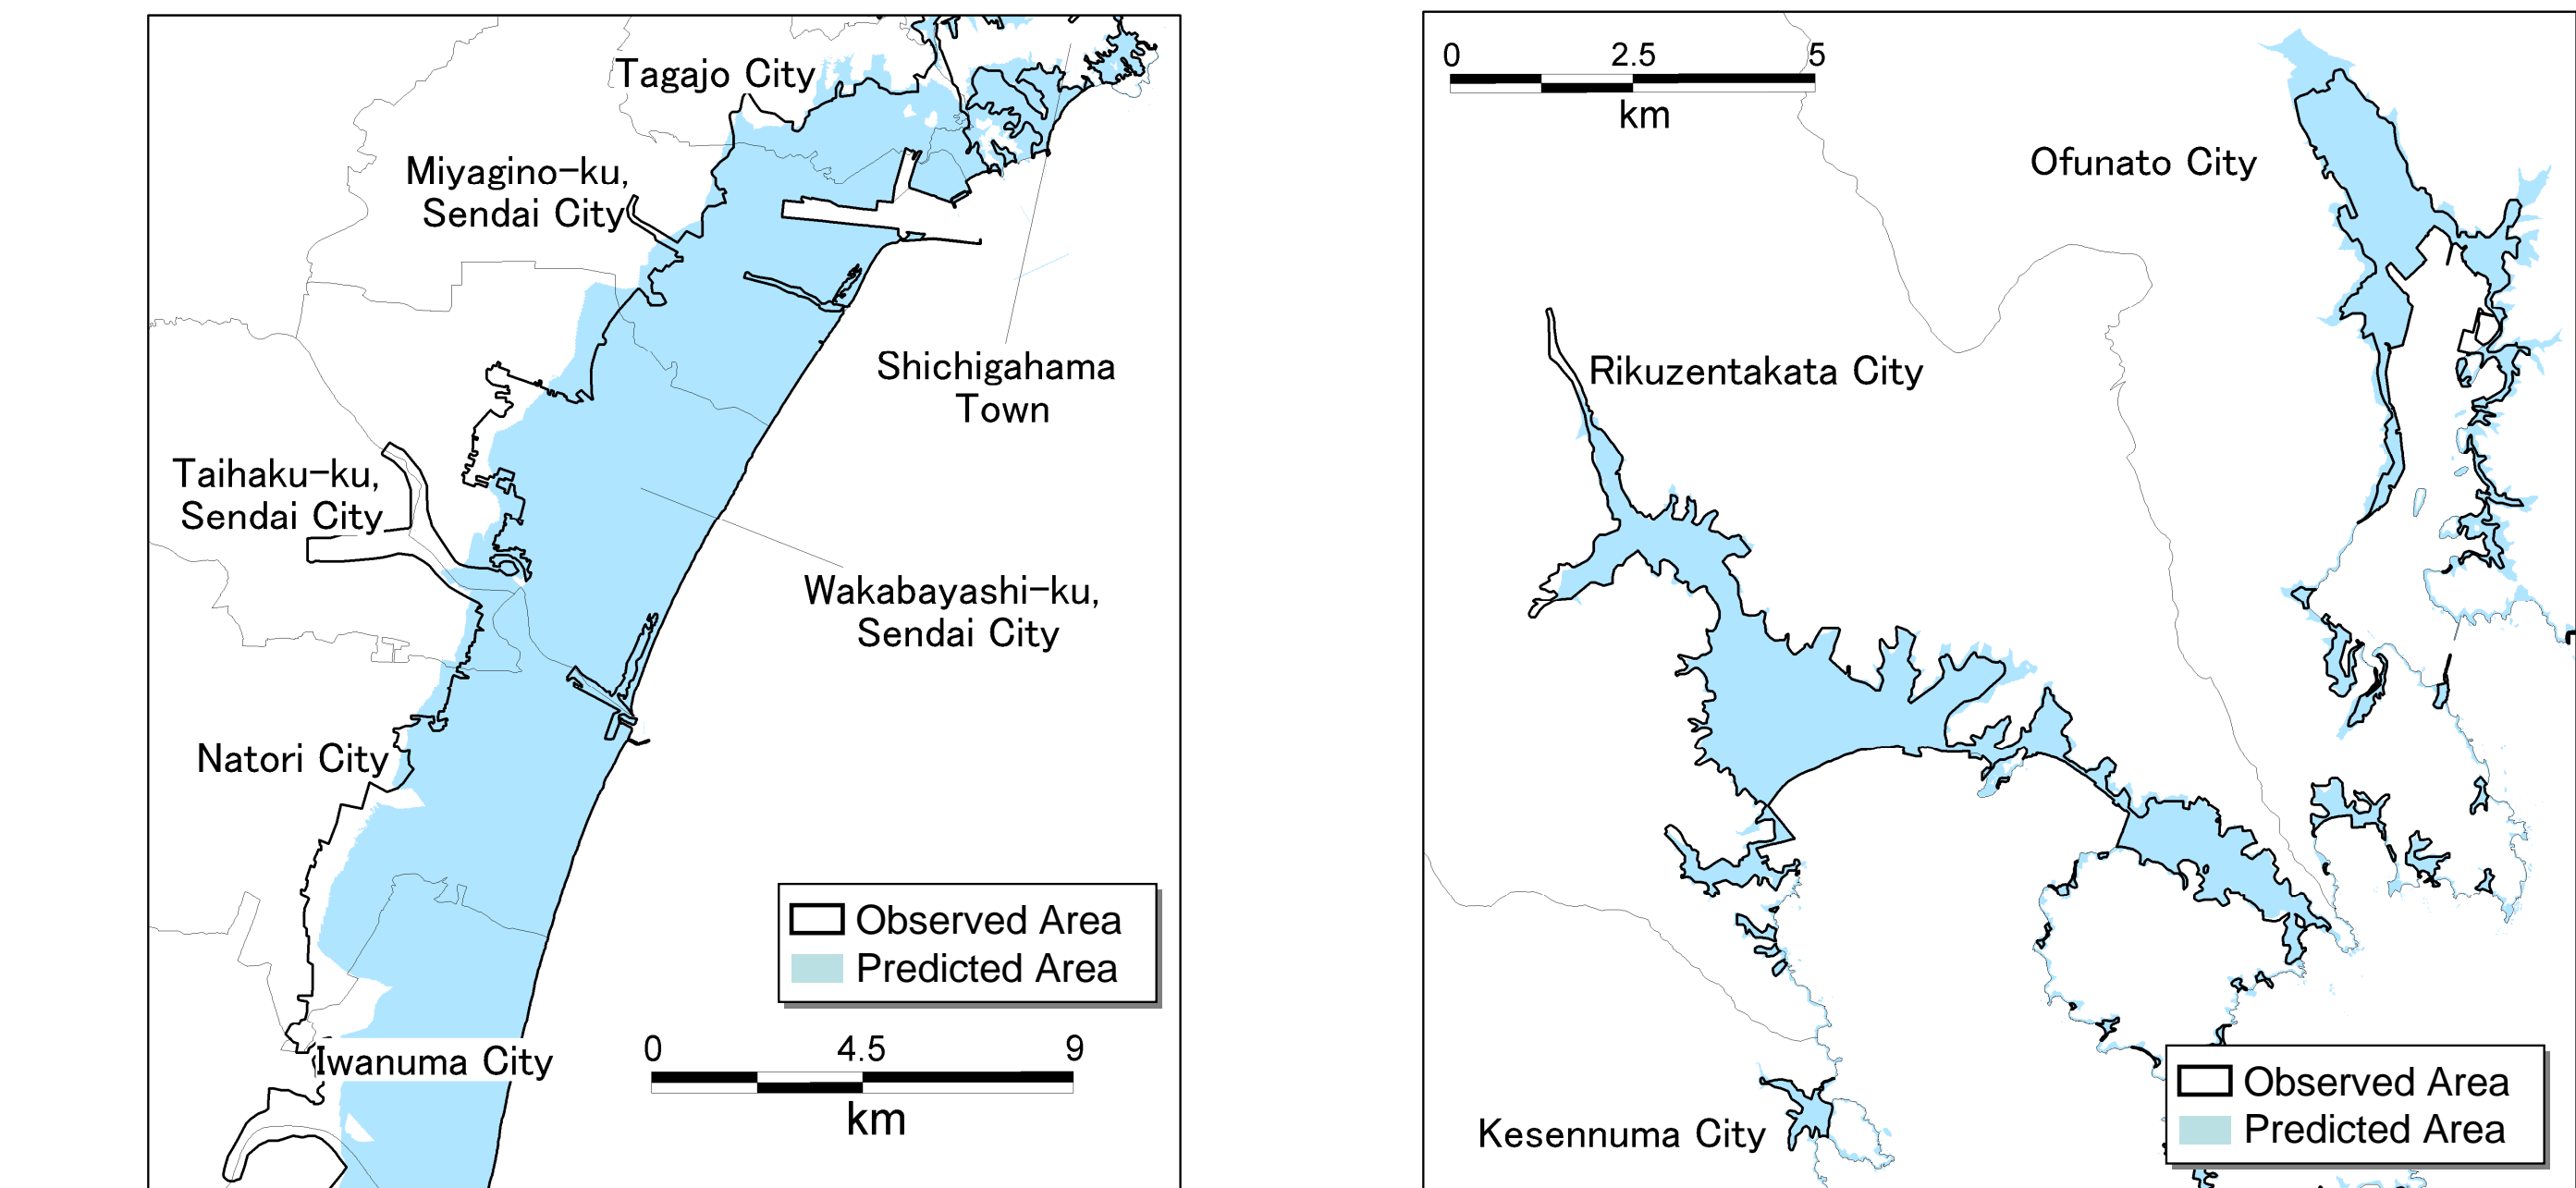 Tagajo City
Miyagino-ku,
Sendai City
Shichigahama
Town
Taihaku-ku,
Sendai City
Wakabayashi-ku,
Sendai City
Natori City
Observed Area
Predicted Area
Iwanuma City
0 4.5 9
km
0 2.5 5
km
Ofunato City
Rikuzentakata City
Kesennuma City
Observed Area
Predicted Area